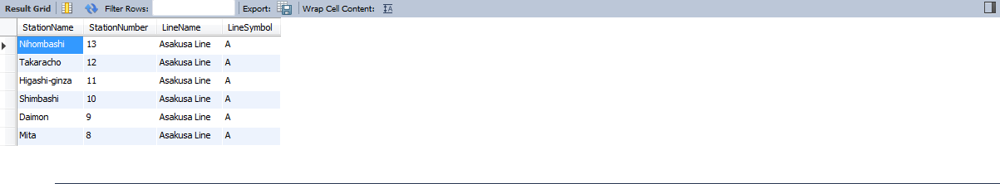 Result Grid Filter Rows: Export: Wrap Cell Content:
StationName StationNumber LineName LineSymbol
Nihombashi 13 Asakusa Line A
Takaracho 12 Asakusa Line A
Higashi-ginza 11 Asakusa Line A
Shimbashi 10 Asakusa Line A
Daimon 9 Asakusa Line A
Mita 8 Asakusa Line A